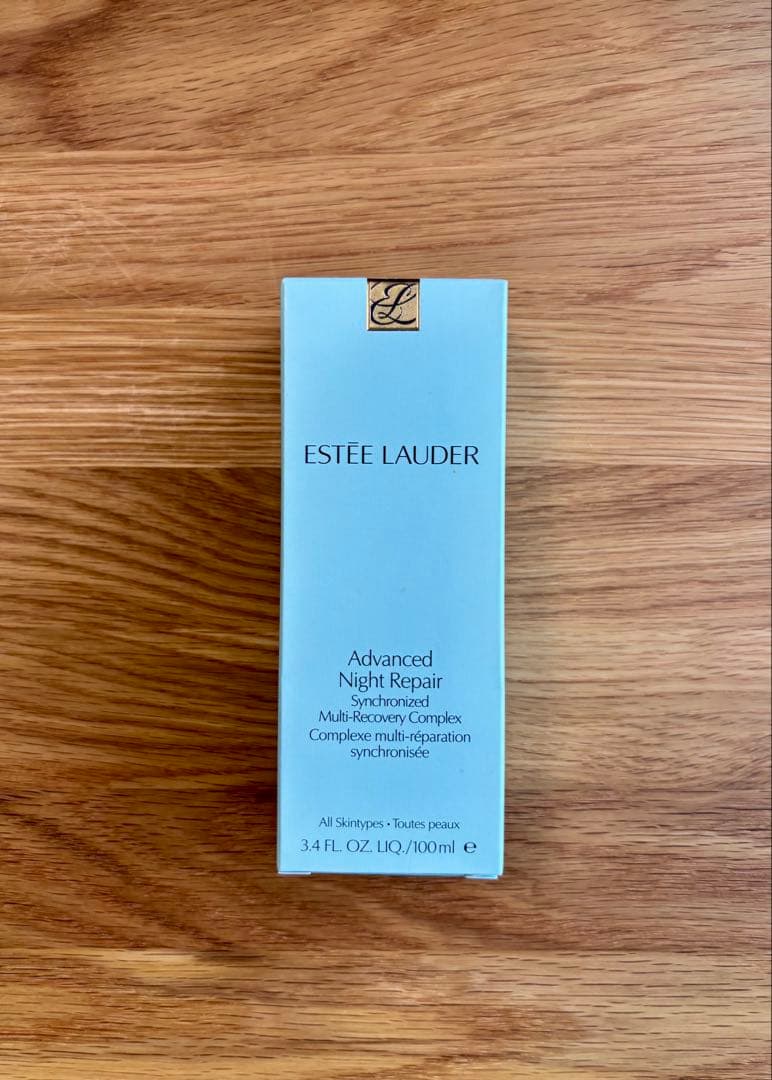 EL
ESTĒE LAUDER
Advanced
Night Repair
Synchronized
Multi-Recovery Complex
Complexe multi-réparation
synchronisée
All Skintypes • Toutes peaux
3.4 FL. OZ. LIQ./100 ml ℮